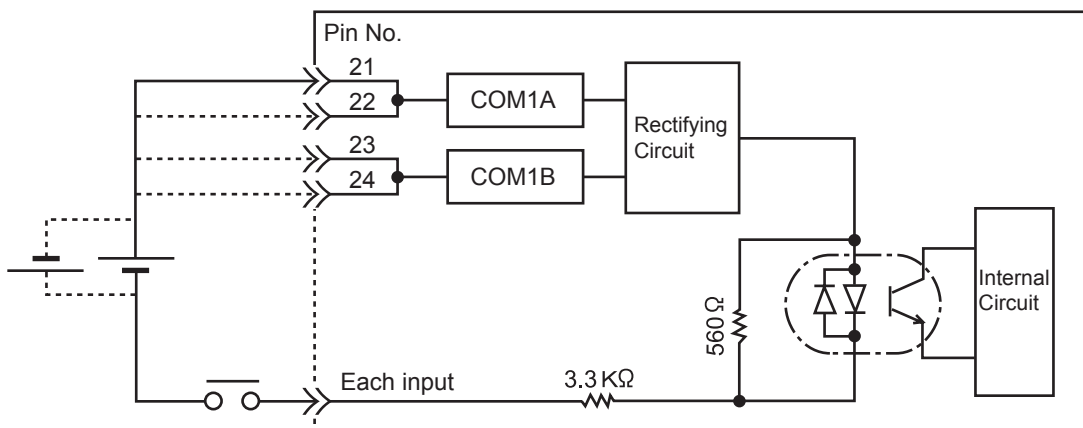 Pin No.
21
22
23
24
COM1A
COM1B
Rectifying
Circuit
Internal
Circuit
560 Ω
Each input
3.3 KΩ